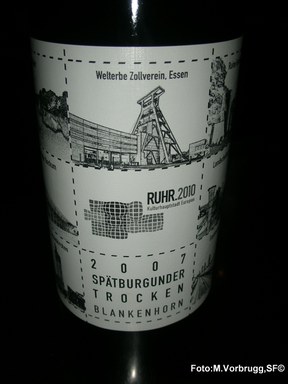 Welterbe Zollverein, Essen
RUHR.2010
Kulturhauptstadt Europas
2007
SPÄTBURGUNDER
TROCKEN
BLANKENHORN
Foto:M.Vorbrugg,SF©